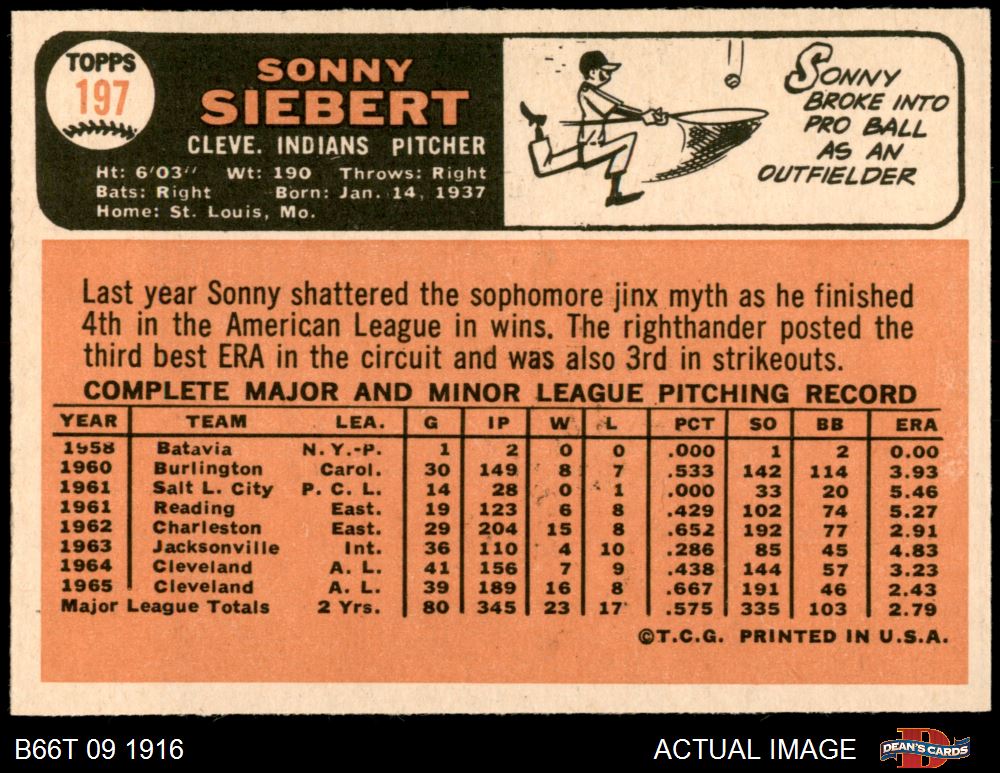 TOPPS
197
SONNY
SIEBERT
CLEVE. INDIANS PITCHER
Ht: 6'03" Wt: 190 Throws: Right
Bats: Right Born: Jan. 14, 1937
Home: St. Louis, Mo.
SONNY
BROKE INTO
PRO BALL
AS AN
OUTFIELDER
Last year Sonny shattered the sophomore jinx myth as he finished
4th in the American League in wins. The righthander posted the
third best ERA in the circuit and was also 3rd in strikeouts.
COMPLETE MAJOR AND MINOR LEAGUE PITCHING RECORD
YEAR TEAM LEA. G IP W L PCT SO BB ERA
1958 Batavia N.Y.-P. 1 2 0 0 .000 1 2 0.00
1960 Burlington Carol. 30 149 8 7 .533 142 114 3.93
1961 Salt L. City P.C.L. 14 28 0 1 .000 33 20 5.46
1961 Reading East. 19 123 6 8 .429 102 74 5.27
1962 Charleston East. 29 204 15 8 .652 192 77 2.91
1963 Jacksonville Int. 36 110 4 10 .286 85 45 4.83
1964 Cleveland A.L. 41 156 7 9 .438 144 57 3.23
1965 Cleveland A.L. 39 189 16 8 .667 191 46 2.43
Major League Totals 2 Yrs. 80 345 23 17 .575 335 103 2.79
©T.C.G. PRINTED IN U.S.A.
B66T 09 1916
ACTUAL IMAGE
DEAN'S CARDS